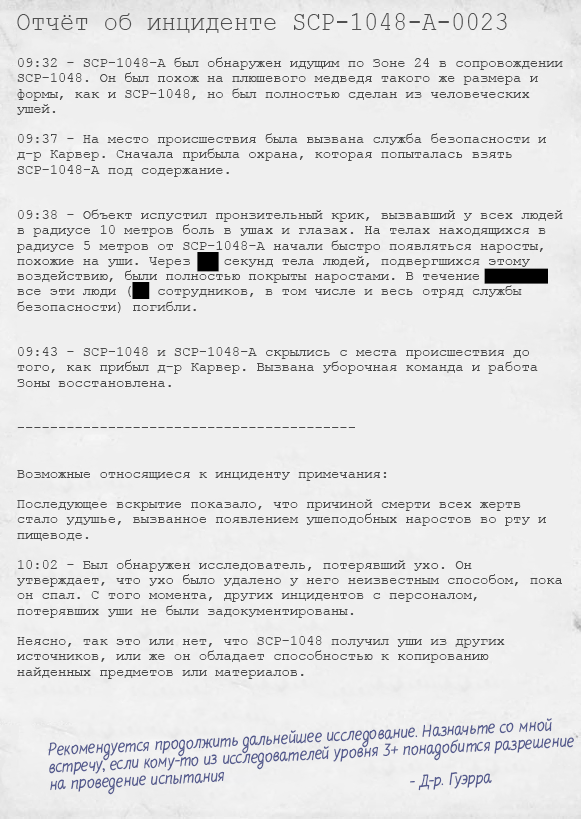 Отчёт об инциденте SCP-1048-A-0023
09:32 – SCP-1048-A был обнаружен идущим по Зоне 24 в сопровождении
SCP-1048. Он был похож на плюшевого медведя такого же размера и
формы, как и SCP-1048, но был полностью сделан из человеческих
ушей.
09:37 – На место происшествия была вызвана служба безопасности и
д-р Карвер. Сначала прибыла охрана, которая попыталась взять
SCP-1048-A под содержание.
09:38 – Объект испустил пронзительный крик, вызвавший у всех людей
в радиусе 10 метров боль в ушах и глазах. На телах находящихся в
радиусе 5 метров от SCP-1048-A начали быстро появляться наросты,
похожие на уши. Через секунд тела людей, подвергшихся этому
воздействию, были полностью покрыты наростами. В течение
все эти люди ( сотрудников, в том числе и весь отряд службы
безопасности) погибли.
09:43 – SCP-1048 и SCP-1048-A скрылись с места происшествия до
того, как прибыл д-р Карвер. Вызвана уборочная команда и работа
Зоны восстановлена.
-----------------------------------------
Возможные относящиеся к инциденту примечания:
Последующее вскрытие показало, что причиной смерти всех жертв
стало удушье, вызванное появлением ушеподобных наростов во рту и
пищеводе.
10:02 – Был обнаружен исследователь, потерявший ухо. Он
утверждает, что ухо было удалено у него неизвестным способом, пока
он спал. С того момента, других инцидентов с персоналом,
потерявших уши не были задокументированы.
Неясно, так это или нет, что SCP-1048 получил уши из других
источников, или же он обладает способностью к копированию
найденных предметов или материалов.
Рекомендуется продолжить дальнейшее исследование. Назначьте со мной
встречу, если кому-то из исследователей уровня 3+ понадобится разрешение
на проведение испытания
- Д-р. Гуэрра